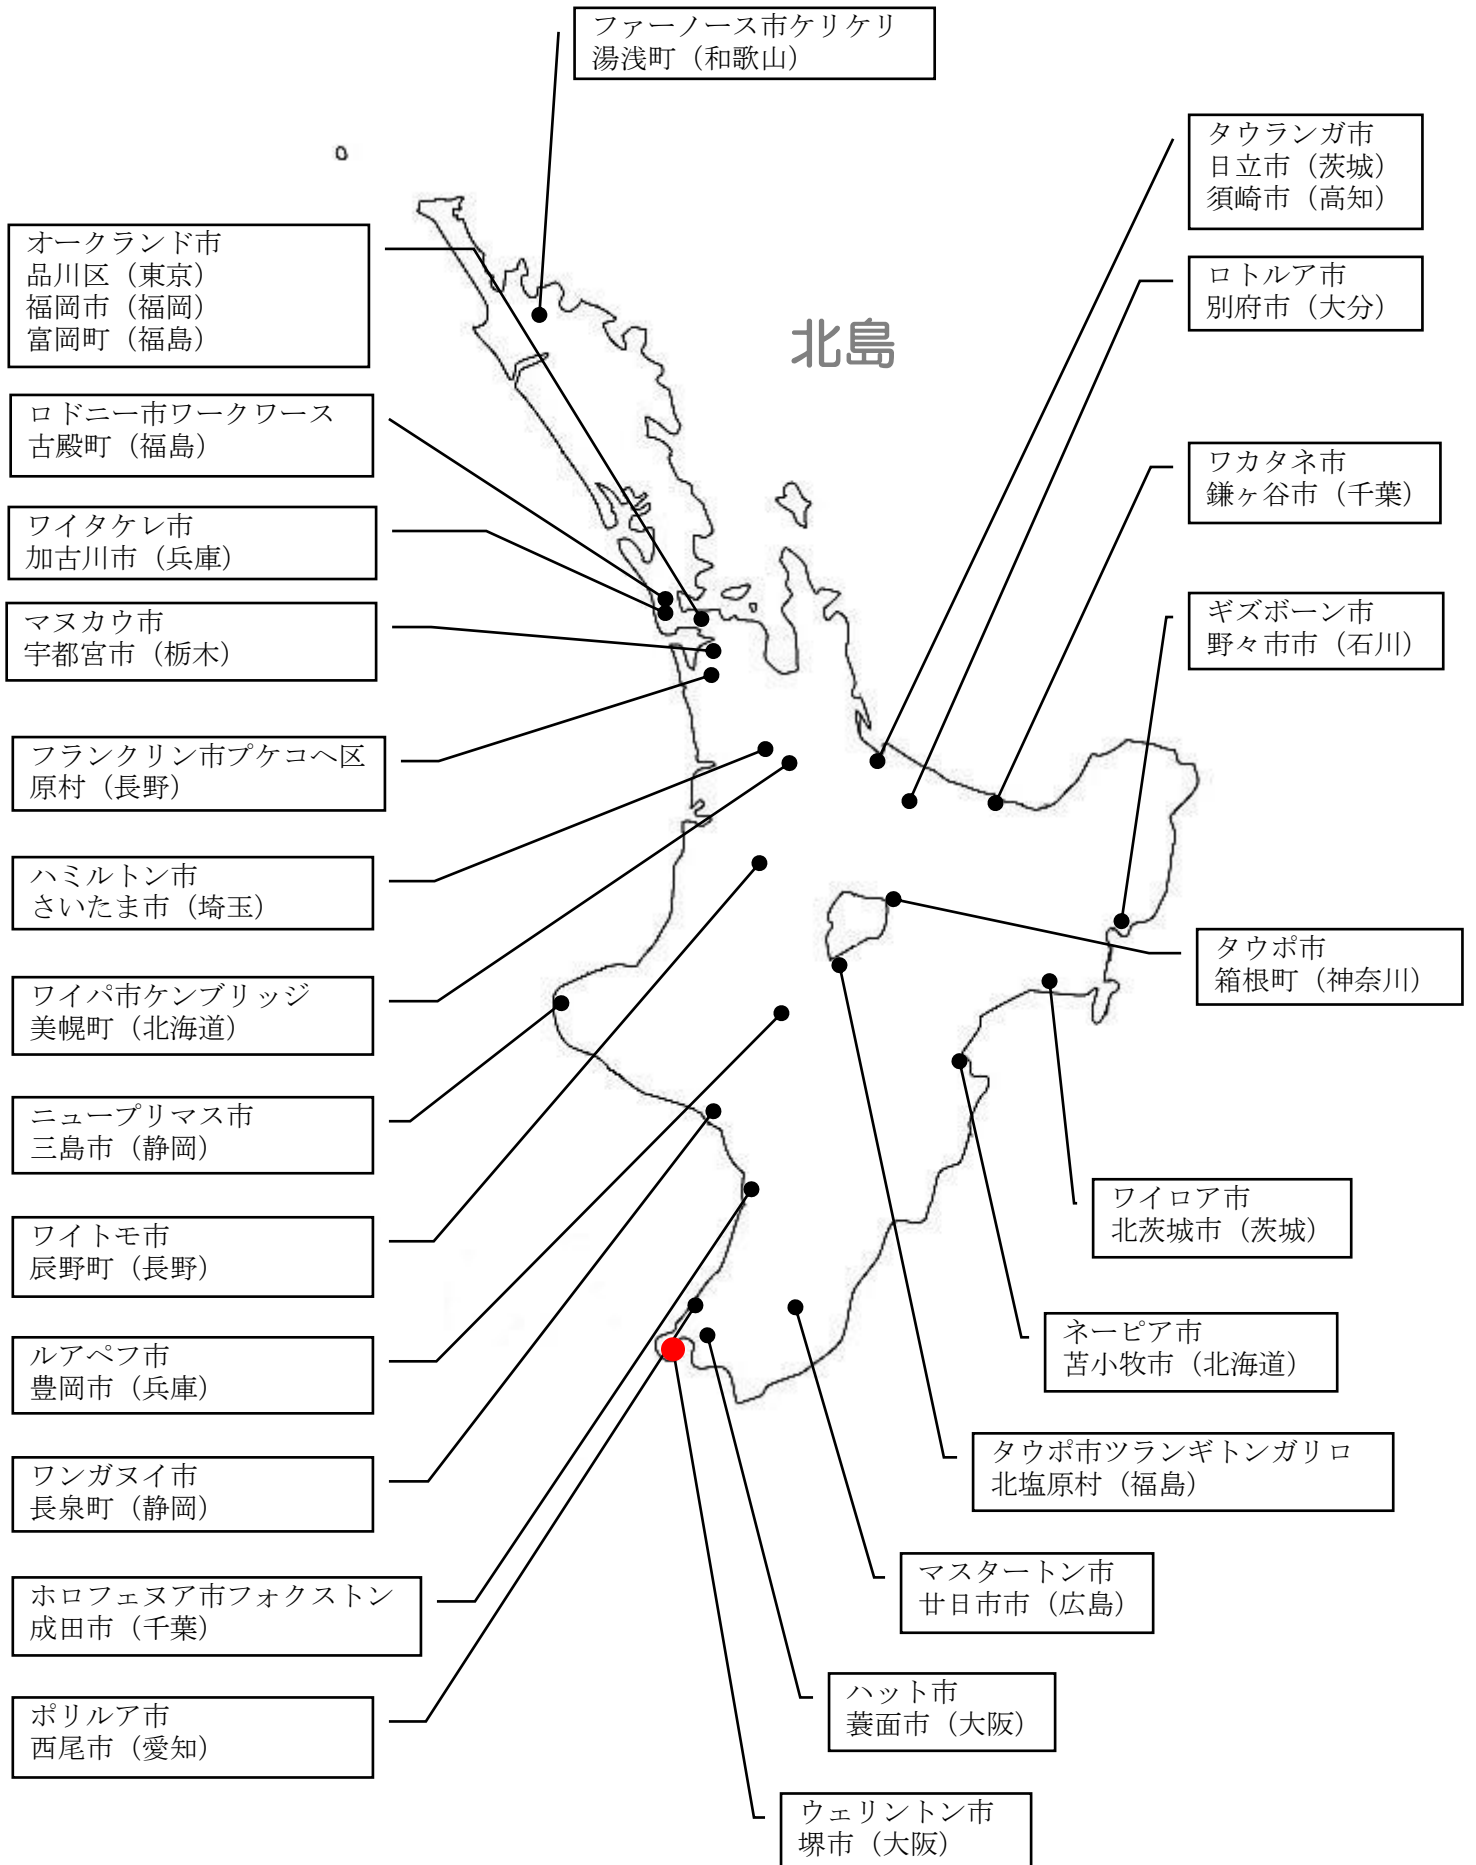 ファーノース市ケリケリ
湯浅町（和歌山）
北島
オークランド市
品川区（東京）
福岡市（福岡）
富岡町（福島）
ロドニー市ワークワース
古殿町（福島）
ワイタケレ市
加古川市（兵庫）
マヌカウ市
宇都宮市（栃木）
フランクリン市プケコヘ区
原村（長野）
ハミルトン市
さいたま市（埼玉）
ワイパ市ケンブリッジ
美幌町（北海道）
ニュープリマス市
三島市（静岡）
ワイトモ市
辰野町（長野）
ルアペフ市
豊岡市（兵庫）
ワンガヌイ市
長泉町（静岡）
ホロフェヌア市フォクストン
成田市（千葉）
ポリルア市
西尾市（愛知）
タウランガ市
日立市（茨城）
須崎市（高知）
ロトルア市
別府市（大分）
ワカタネ市
鎌ヶ谷市（千葉）
ギズボーン市
野々市市（石川）
タウポ市
箱根町（神奈川）
ワイロア市
北茨城市（茨城）
ネーピア市
苫小牧市（北海道）
タウポ市ツランギトンガリロ
北塩原村（福島）
マスタートン市
廿日市市（広島）
ハット市
蓑面市（大阪）
ウェリントン市
堺市（大阪）